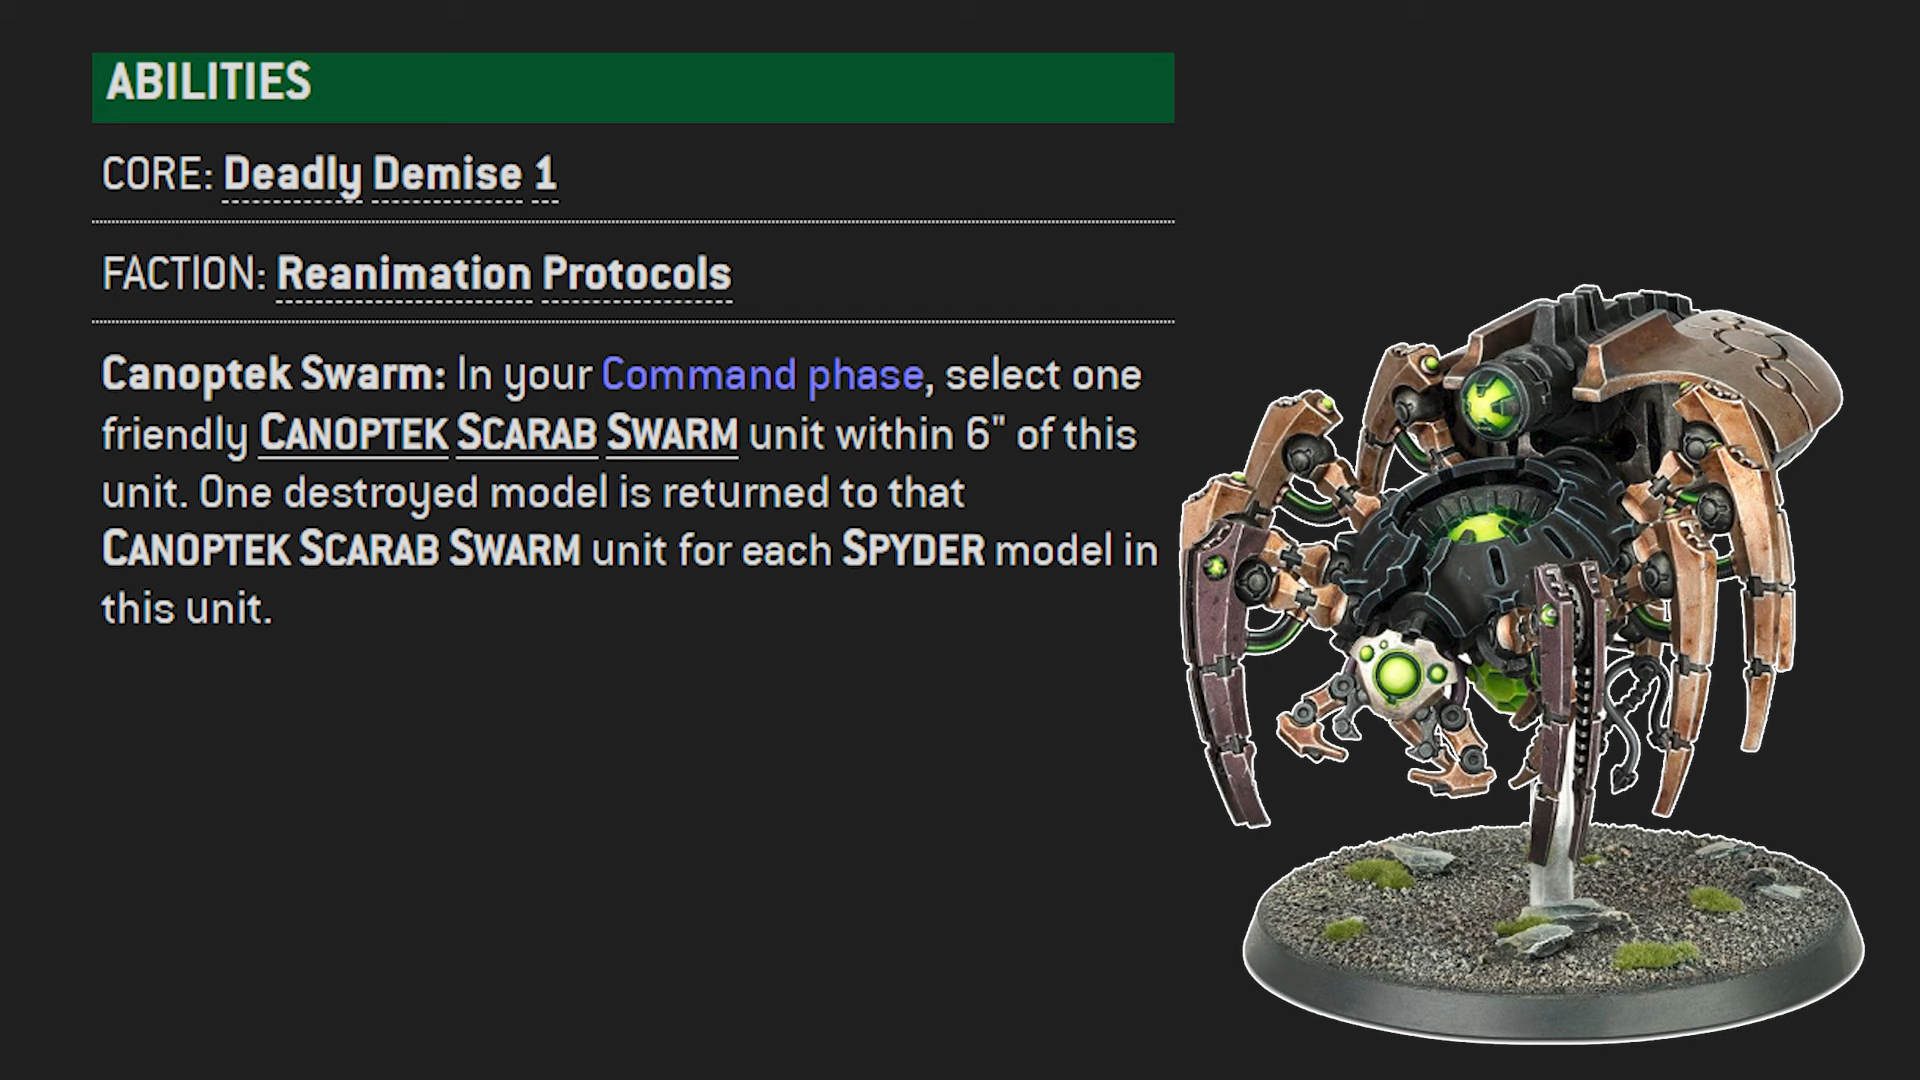 ABILITIES
CORE: Deadly Demise 1
FACTION: Reanimation Protocols
Canoptek Swarm: In your Command phase, select one
friendly CANOPTEK SCARAB SWARM unit within 6" of this
unit. One destroyed model is returned to that
CANOPTEK SCARAB SWARM unit for each SPYDER model in
this unit.